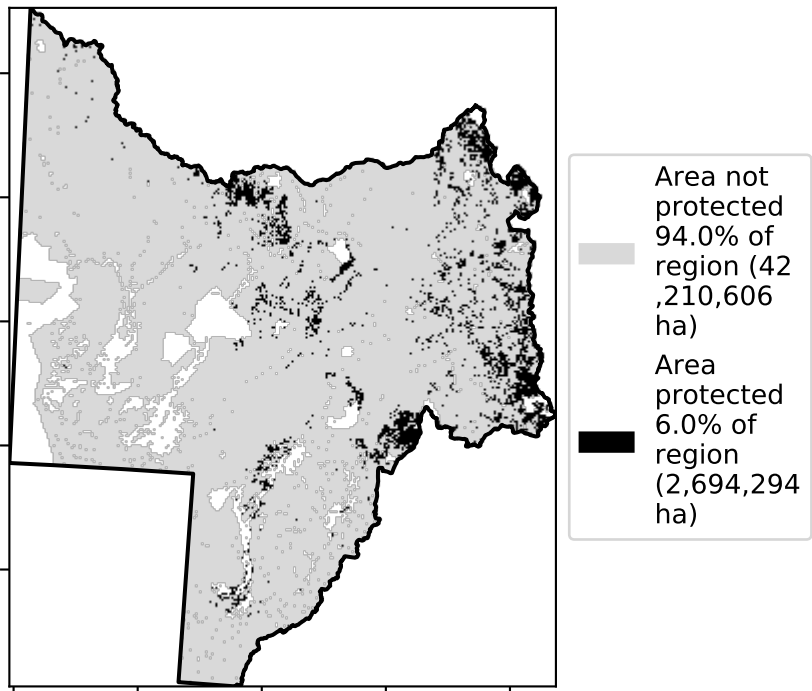 Area not
protected
94.0% of
region (42
,210,606
ha)
Area
protected
6.0% of
region
(2,694,294
ha)